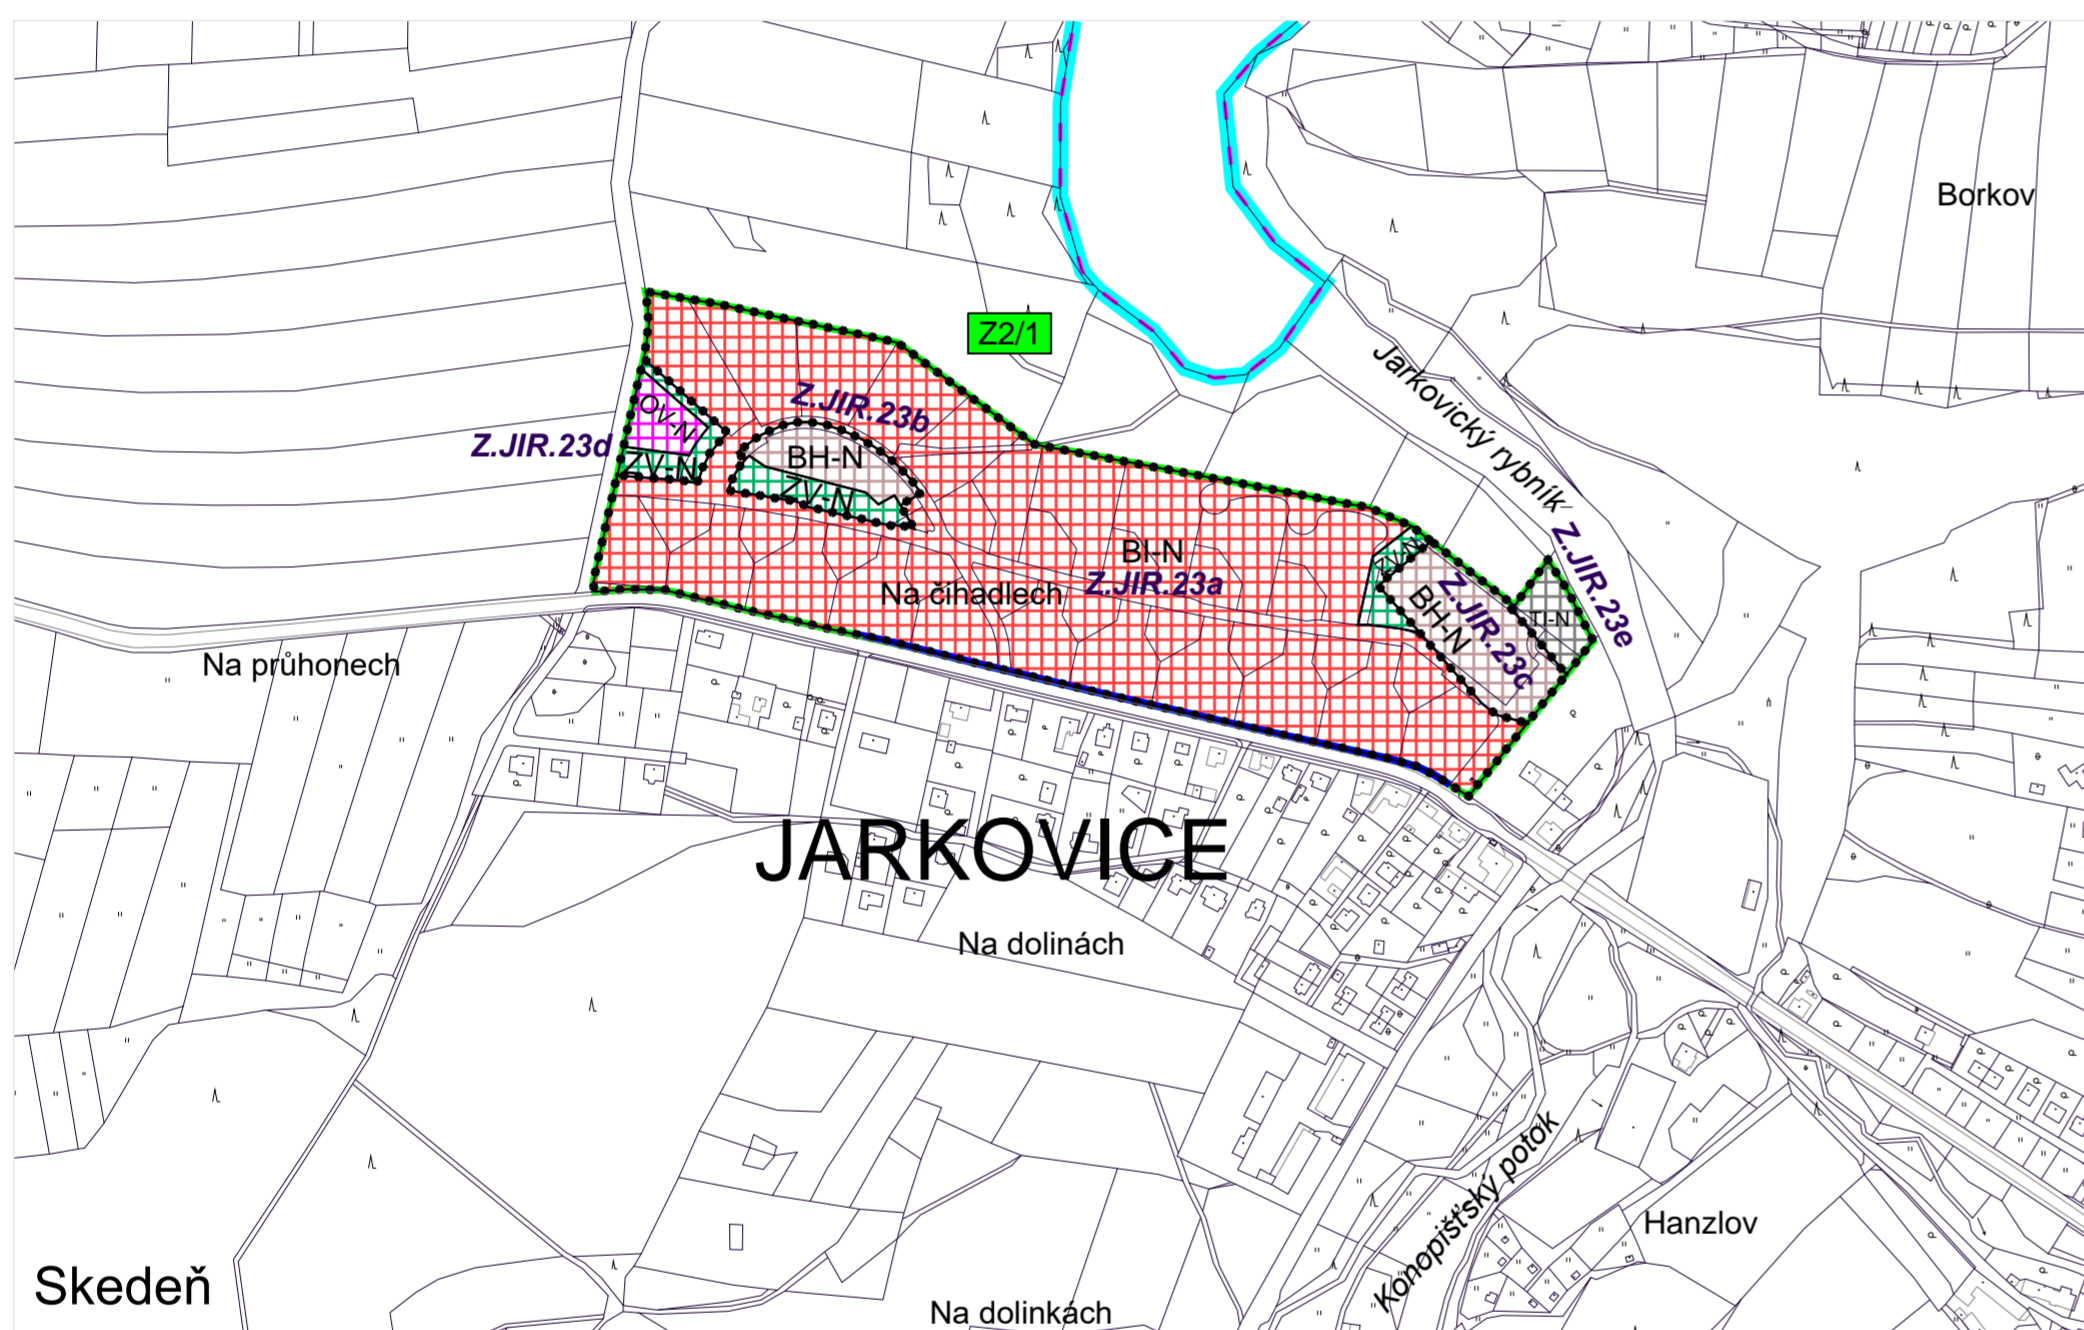 Borkov
Z2/1
Jarkovický rybník
Z.JIR.23b
OV-N
Z.JIR.23d
ZV-N
BH-N
ZV-N
BI-N
Z.JIR.23a
Na čihadlech
ZV-N
BH-N
Z.JIR.23c
TI-N
Z.JIR.23e
Na průhonech
JARKOVICE
Na dolinách
Konopišťský potok
Hanzlov
Skedeň
Na dolinkách